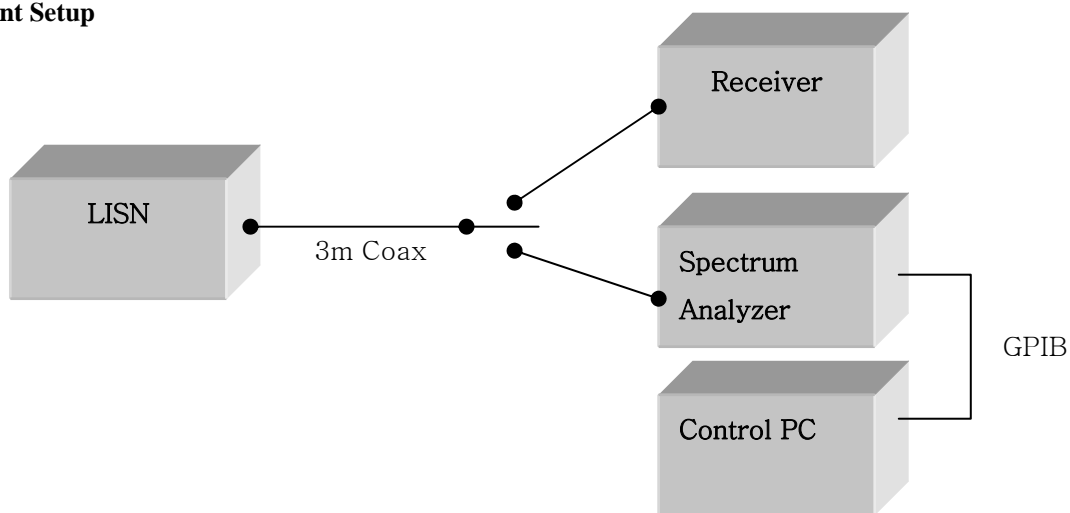 nt Setup
Receiver
LISN
3m Coax
Spectrum
Analyzer
GPIB
Control PC